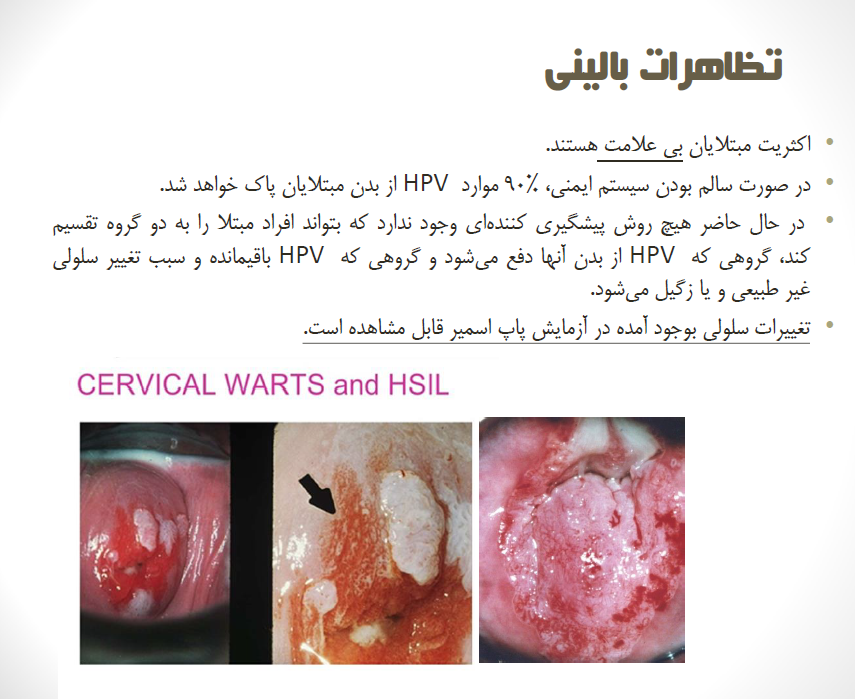 تظاهرات بالینی
• اکثریت مبتلایان بی علامت هستند.
• در صورت سالم بودن سیستم ایمنی، ۹۰٪ موارد HPV از بدن مبتلایان پاک خواهد شد.
• در حال حاضر هیچ روش پیشگیری کننده‌ای وجود ندارد که بتواند افراد مبتلا را به دو گروه تقسیم
کند، گروهی که HPV از بدن آنها دفع می‌شود و گروهی که HPV باقیمانده و سبب تغییر سلولی
غیر طبیعی و یا زگیل می‌شود.
• تغییرات سلولی بوجود آمده در آزمایش پاپ اسمیر قابل مشاهده است.
CERVICAL WARTS and HSIL